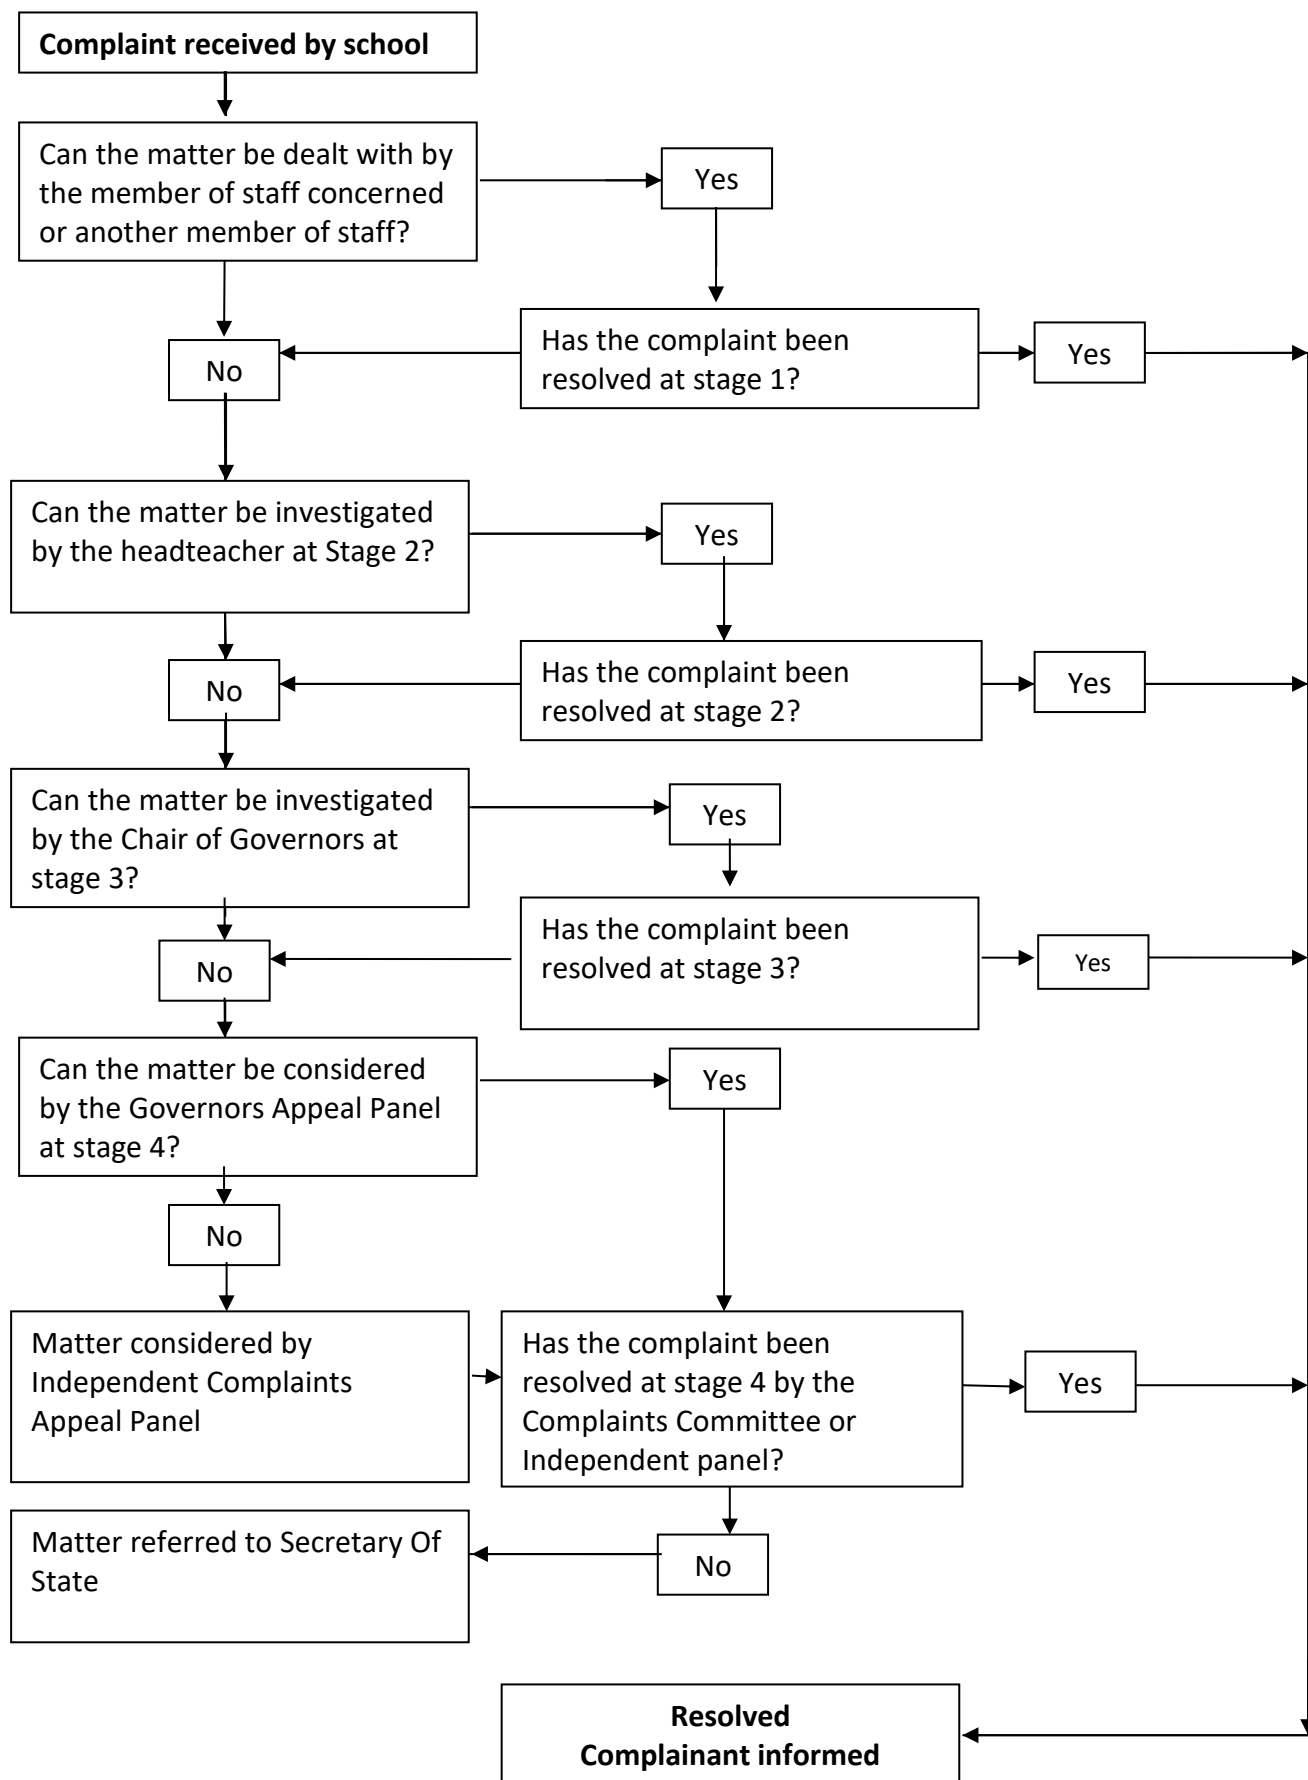 Complaint received by school
Can the matter be dealt with by
the member of staff concerned
or another member of staff?
Yes
Has the complaint been
resolved at stage 1?
Yes
No
Can the matter be investigated
by the headteacher at Stage 2?
Yes
Has the complaint been
resolved at stage 2?
Yes
No
Can the matter be investigated
by the Chair of Governors at
stage 3?
Yes
Has the complaint been
resolved at stage 3?
Yes
No
Can the matter be considered
by the Governors Appeal Panel
at stage 4?
Yes
No
Matter considered by
Independent Complaints
Appeal Panel
Has the complaint been
resolved at stage 4 by the
Complaints Committee or
Independent panel?
Yes
No
Matter referred to Secretary Of
State
Resolved
Complainant informed